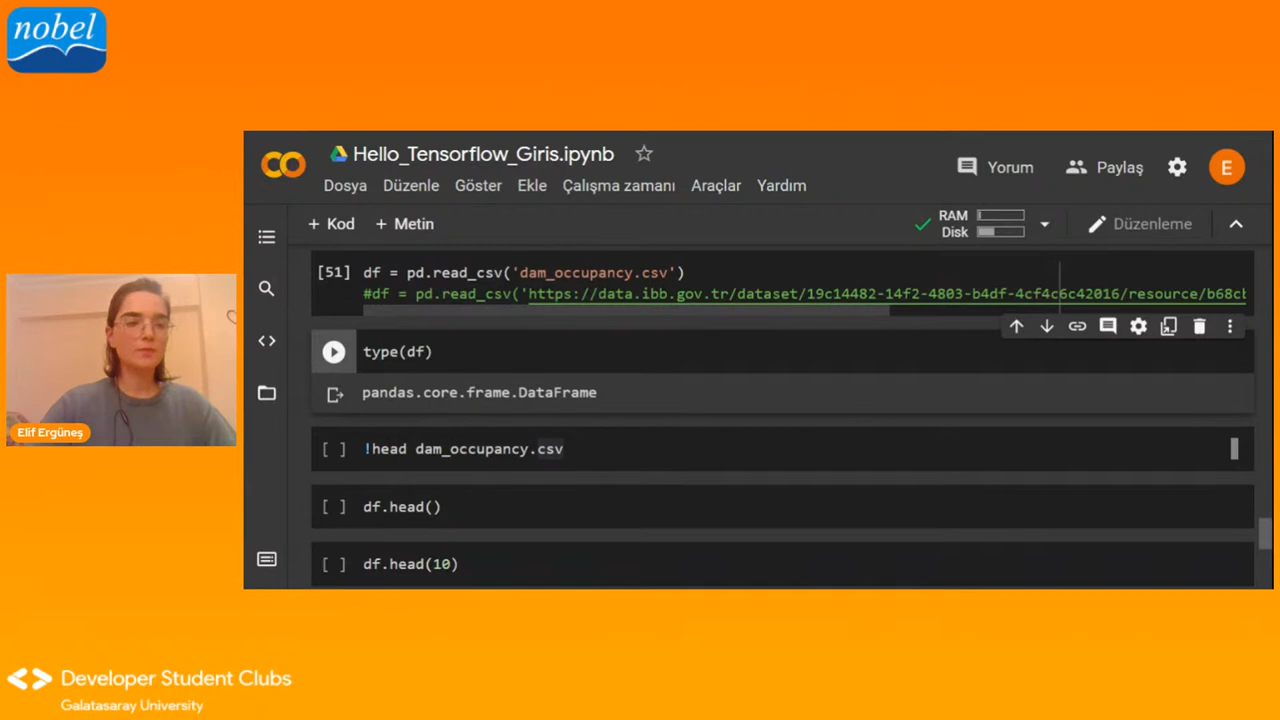 nobel
Hello_Tensorflow_Giris.ipynb
Yorum
Paylaş
E
Dosya
Düzenle
Göster
Ekle
Çalışma zamanı
Araçlar
Yardım
+ Kod
+ Metin
RAM
Disk
Düzenleme
[51] df = pd.read_csv('dam_occupancy.csv')
#df = pd.read_csv('https://data.ibb.gov.tr/dataset/19c14482-14f2-4803-b4df-4cf4c6c42016/resource/b68cb
type(df)
pandas.core.frame.DataFrame
[ ] !head dam_occupancy.csv
[ ] df.head()
[ ] df.head(10)
Elif Ergüneş
Developer Student Clubs
Galatasaray University